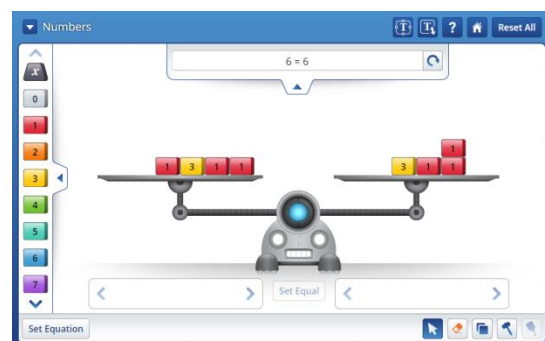 Numbers
T T ? Reset All
6 = 6
x
0
1
2
3
4
5
6
7
1 3 1 1
1
3 1 1
Set Equal
Set Equation